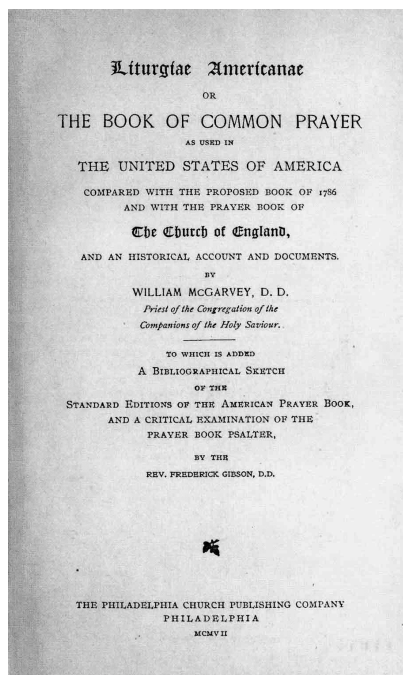 Liturgiae Americanae
OR
THE BOOK OF COMMON PRAYER
AS USED IN
THE UNITED STATES OF AMERICA
COMPARED WITH THE PROPOSED BOOK OF 1786
AND WITH THE PRAYER BOOK OF
The Church of England,
AND AN HISTORICAL ACCOUNT AND DOCUMENTS.
BY
WILLIAM McGARVEY, D. D.
Priest of the Congregation of the
Companions of the Holy Saviour.
TO WHICH IS ADDED
A BIBLIOGRAPHICAL SKETCH
OF THE
STANDARD EDITIONS OF THE AMERICAN PRAYER BOOK,
AND A CRITICAL EXAMINATION OF THE
PRAYER BOOK PSALTER,
BY THE
REV. FREDERICK GIBSON, D.D.
THE PHILADELPHIA CHURCH PUBLISHING COMPANY
PHILADELPHIA
MCMVII